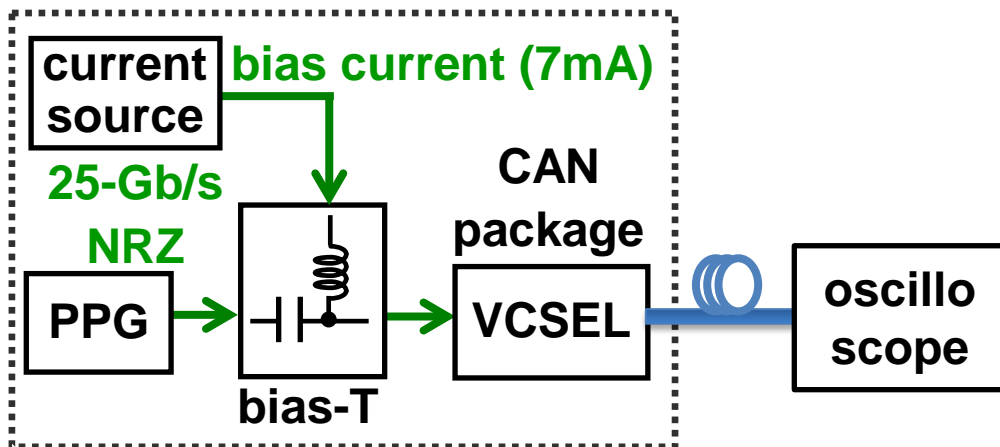 current
source
bias current (7mA)
25-Gb/s
NRZ
CAN
package
PPG
VCSEL
oscillo
scope
bias-T